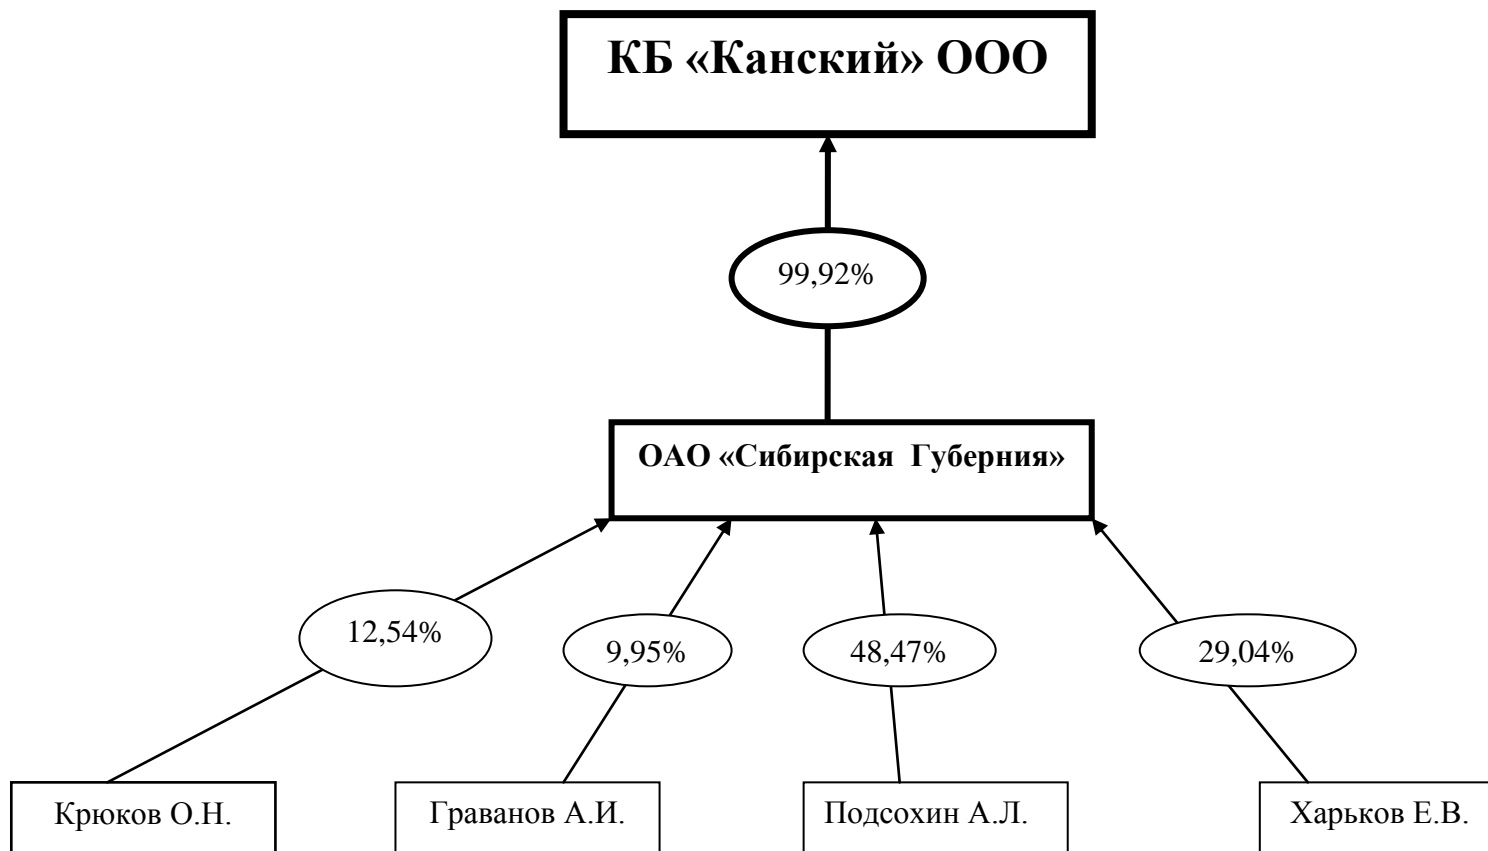 КБ «Канский» ООО
99,92%
ОАО «Сибирская Губерния»
12,54%
9,95%
48,47%
29,04%
Крюков О.Н.
Граванов А.И.
Подсохин А.Л.
Харьков Е.В.